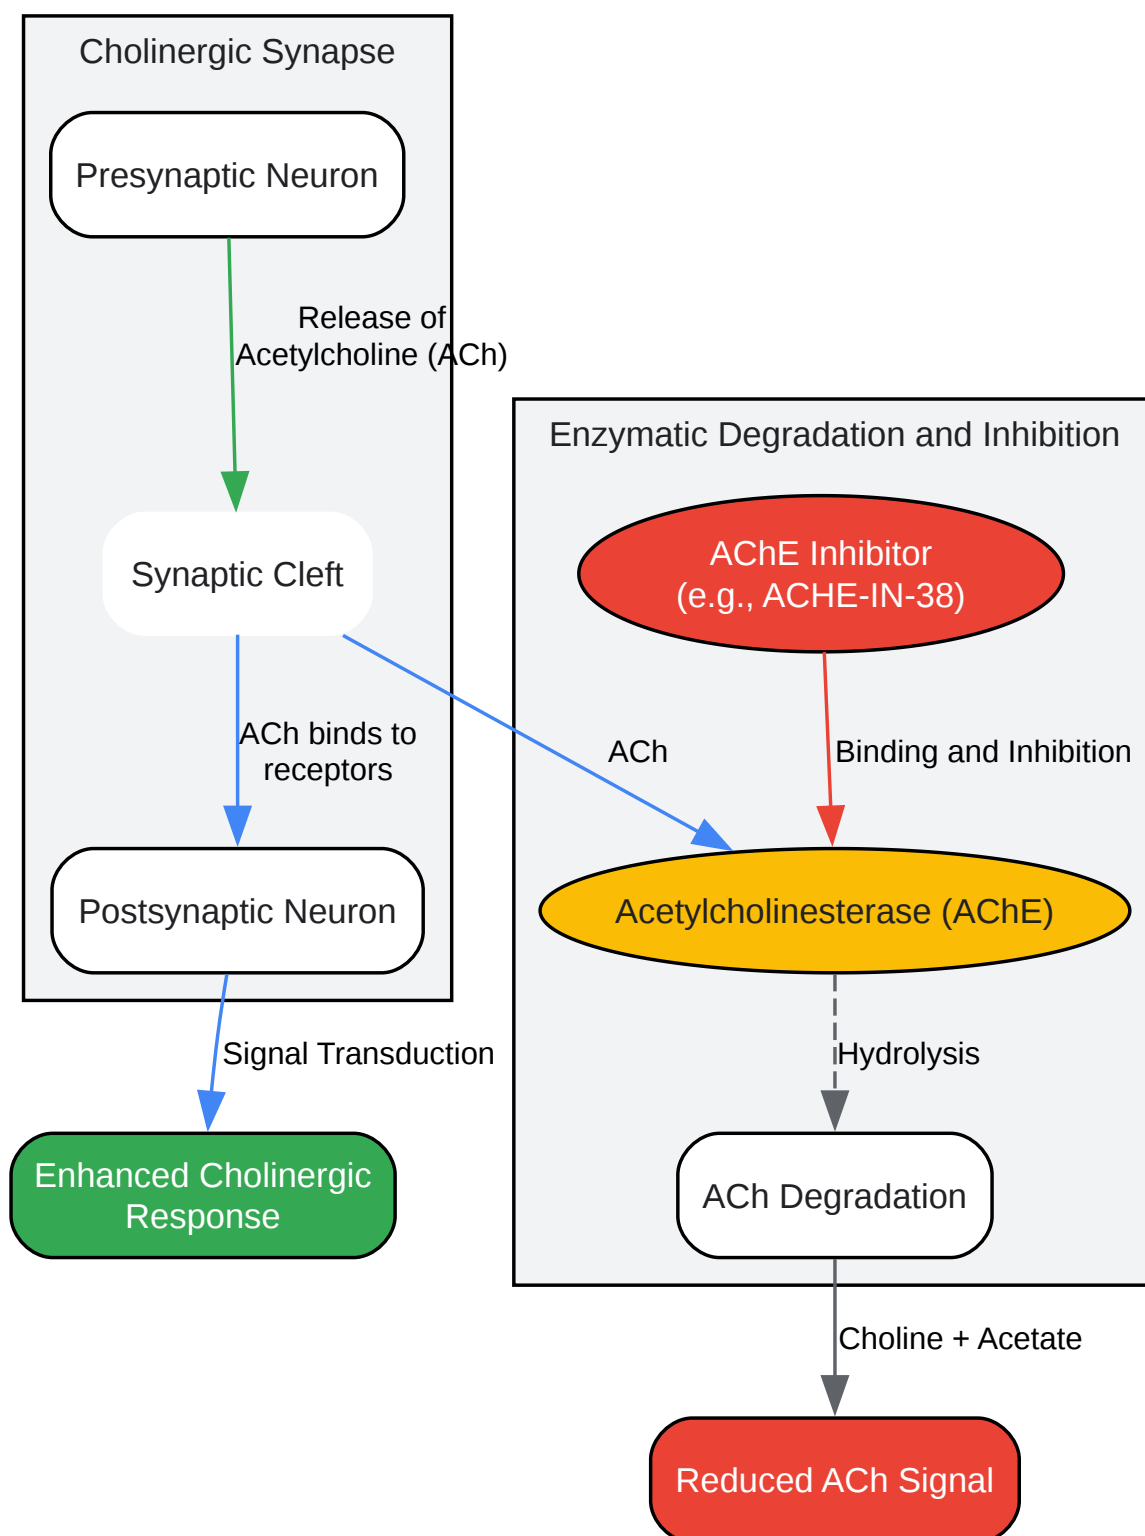 Cholinergic Synapse
Presynaptic Neuron
Release of
Acetylcholine (ACh)
Enzymatic Degradation and Inhibition
AChE Inhibitor
(e.g., ACHE-IN-38)
Synaptic Cleft
ACh binds to
receptors
ACh
Binding and Inhibition
Postsynaptic Neuron
Acetylcholinesterase (AChE)
Signal Transduction
Hydrolysis
Enhanced Cholinergic
Response
ACh Degradation
Choline + Acetate
Reduced ACh Signal